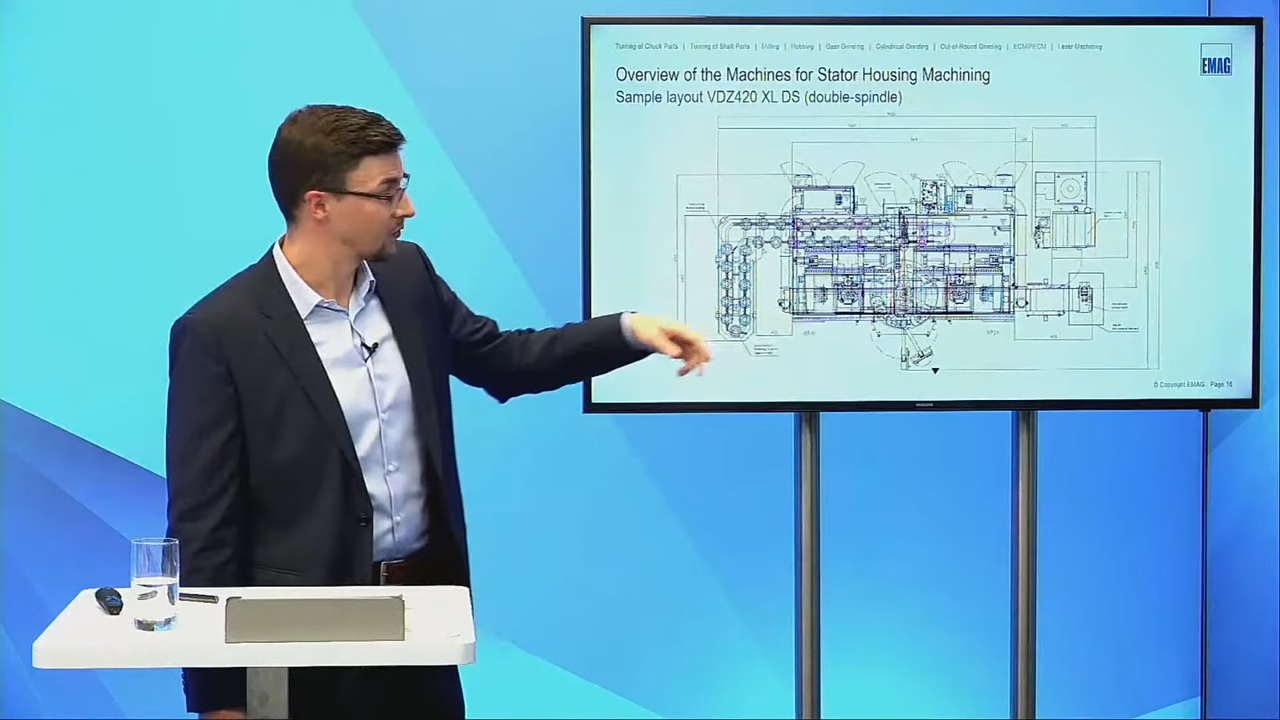 Turning of Chuck Parts | Turning of Shaft Parts | Milling | Hobbing | Gear Grinding | Cylindrical Grinding | Out-of-Round Grinding | ECM/PECM | Laser Machining
EMAG
Overview of the Machines for Stator Housing Machining
Sample layout VDZ420 XL DS (double-spindle)
© Copyright EMAG Page 16